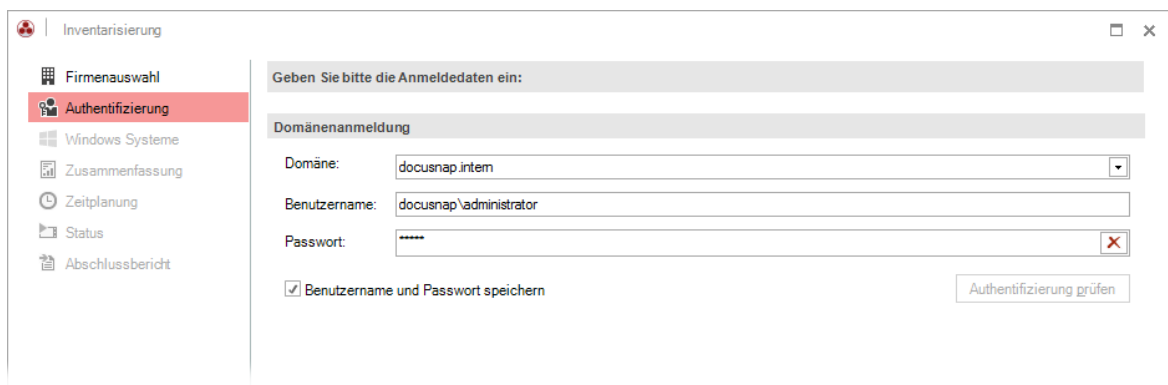 Inventarisierung
Firmenauswahl
Authentifizierung
Windows Systeme
Zusammenfassung
Zeitplanung
Status
Abschlussbericht
Geben Sie bitte die Anmeldedaten ein:
Domänenanmeldung
Domäne: docusnap.intern
Benutzername: docusnap\administrator
Passwort: *****
Benutzername und Passwort speichern
Authentifizierung prüfen